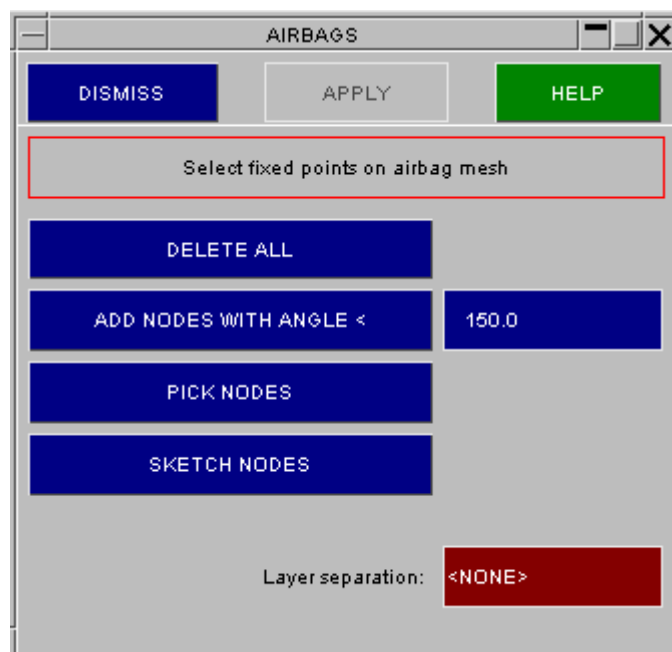 AIRBAGS
DISMISS APPLY HELP
Select fixed points on airbag mesh
DELETE ALL
ADD NODES WITH ANGLE < 150.0
PICK NODES
SKETCH NODES
Layer separation: <NONE>